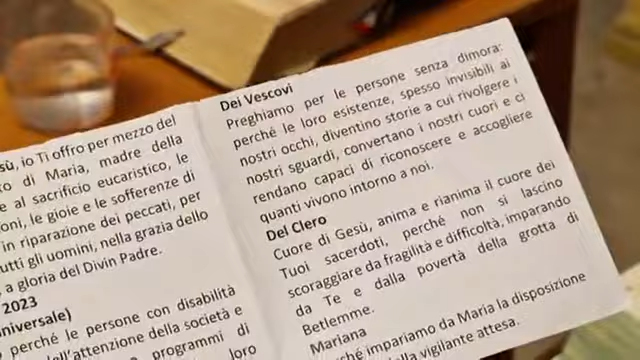 sù, io Ti offro per mezzo del
to di Maria, madre della
e al sacrificio eucaristico, le
oni, le gioie e le sofferenze di
in riparazione dei peccati, per
utti gli uomini, nella grazia dello
a gloria del Divin Padre.
2023
niversale)
perché le persone con disabilità
dell'attenzione della società e
programmi di
loro
Dei Vescovi
Preghiamo per le persone senza dimora:
perché le loro esistenze, spesso invisibili ai
nostri occhi, diventino storie a cui rivolgere i
nostri sguardi, convertano i nostri cuori e ci
rendano capaci di riconoscere e accogliere
quanti vivono intorno a noi.
Del Clero
Cuore di Gesù, anima e rianima il cuore dei
Tuoi sacerdoti, perché non si lascino
scoraggiare da fragilità e difficoltà, imparando
da Te e dalla povertà della grotta di
Betlemme.
Mariana
ché impariamo da Maria la disposizione
della vigilante attesa.